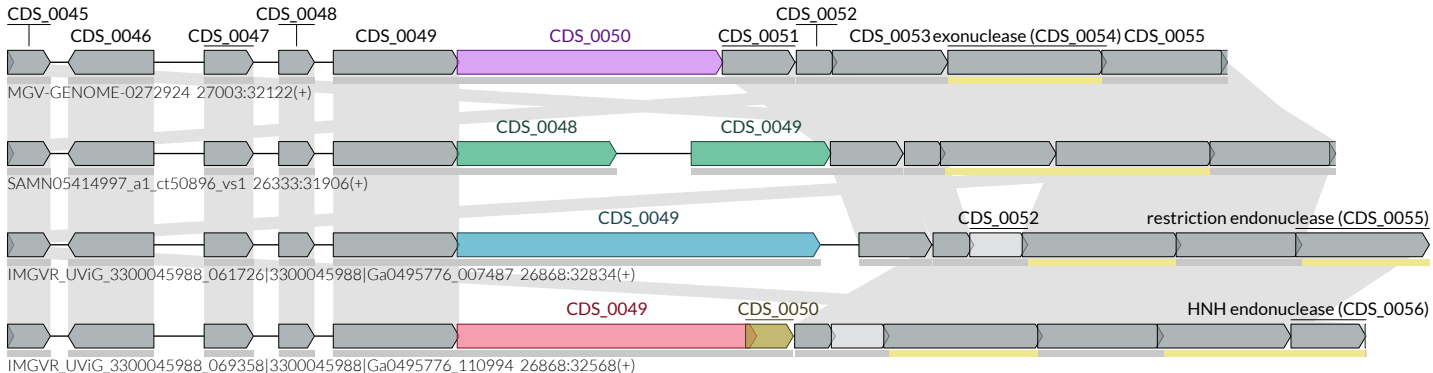 CDS_0045 CDS_0048 CDS_0052
CDS_0046 CDS_0047 CDS_0049 CDS_0050 CDS_0051 CDS_0053 exonuclease (CDS_0054) CDS_0055
MGV-GENOME-0272924 27003:32122(+)
CDS_0048 CDS_0049
SAMN05414997_a1_ct50896_vs1 26333:31906(+)
CDS_0049 CDS_0052 restriction endonuclease (CDS_0055)
IMGVR_UViG_3300045988_061726|3300045988|Ga0495776_007487 26868:32834(+)
CDS_0049 CDS_0050 HNH endonuclease (CDS_0056)
IMGVR_UViG_3300045988_069358|3300045988|Ga0495776_110994 26868:32568(+)